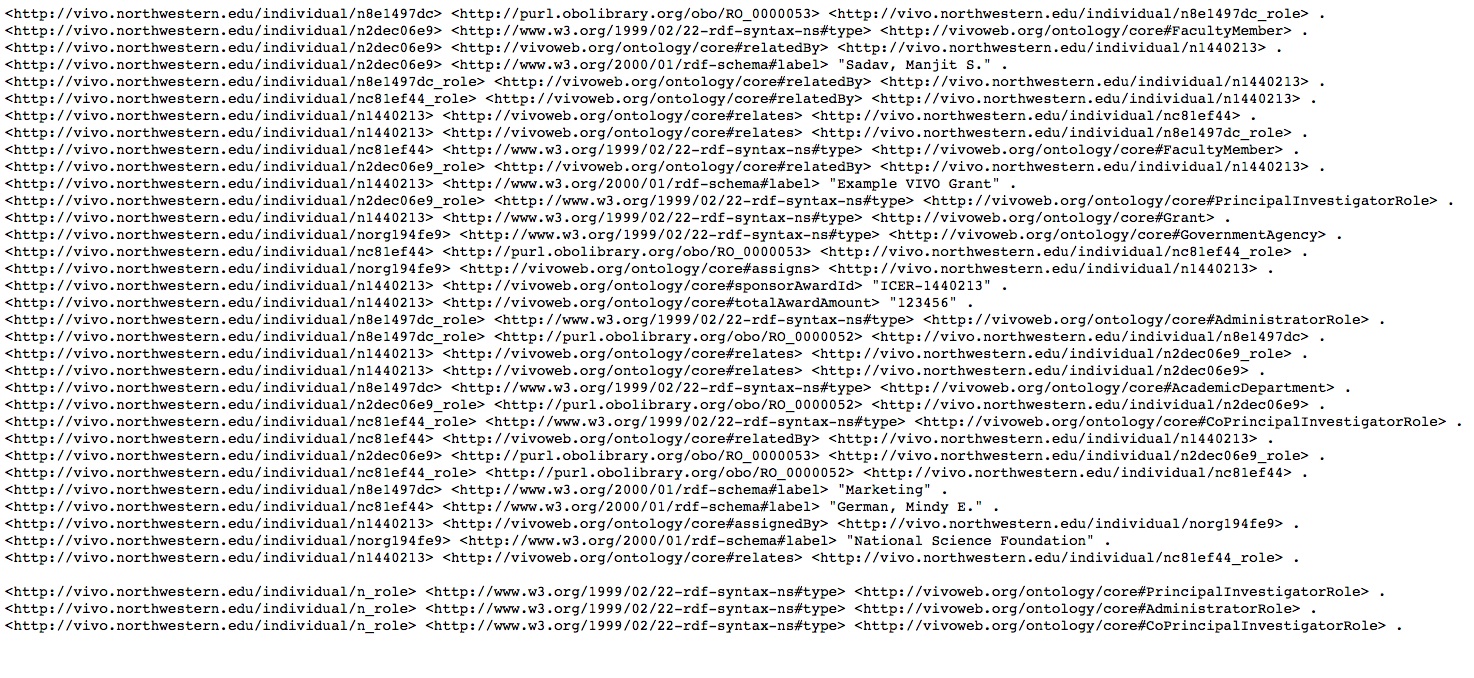 <http://vivo.northwestern.edu/individual/n8e1497dc> <http://purl.obolibrary.org/obo/RO_0000053> <http://vivo.northwestern.edu/individual/n8e1497dc_role> .
<http://vivo.northwestern.edu/individual/n2dec06e9> <http://www.w3.org/1999/02/22-rdf-syntax-ns#type> <http://vivoweb.org/ontology/core#FacultyMember> .
<http://vivo.northwestern.edu/individual/n2dec06e9> <http://vivoweb.org/ontology/core#relatedBy> <http://vivo.northwestern.edu/individual/n1440213> .
<http://vivo.northwestern.edu/individual/n2dec06e9> <http://www.w3.org/2000/01/rdf-schema#label> "Sadav, Manjit S." .
<http://vivo.northwestern.edu/individual/n8e1497dc_role> <http://vivoweb.org/ontology/core#relatedBy> <http://vivo.northwestern.edu/individual/n1440213> .
<http://vivo.northwestern.edu/individual/nc81ef44_role> <http://vivoweb.org/ontology/core#relatedBy> <http://vivo.northwestern.edu/individual/n1440213> .
<http://vivo.northwestern.edu/individual/n1440213> <http://vivoweb.org/ontology/core#relates> <http://vivo.northwestern.edu/individual/nc81ef44> .
<http://vivo.northwestern.edu/individual/n1440213> <http://vivoweb.org/ontology/core#relates> <http://vivo.northwestern.edu/individual/n8e1497dc_role> .
<http://vivo.northwestern.edu/individual/nc81ef44> <http://www.w3.org/1999/02/22-rdf-syntax-ns#type> <http://vivoweb.org/ontology/core#FacultyMember> .
<http://vivo.northwestern.edu/individual/n2dec06e9_role> <http://vivoweb.org/ontology/core#relatedBy> <http://vivo.northwestern.edu/individual/n1440213> .
<http://vivo.northwestern.edu/individual/n1440213> <http://www.w3.org/2000/01/rdf-schema#label> "Example VIVO Grant" .
<http://vivo.northwestern.edu/individual/n2dec06e9_role> <http://www.w3.org/1999/02/22-rdf-syntax-ns#type> <http://vivoweb.org/ontology/core#PrincipalInvestigatorRole> .
<http://vivo.northwestern.edu/individual/n1440213> <http://www.w3.org/1999/02/22-rdf-syntax-ns#type> <http://vivoweb.org/ontology/core#Grant> .
<http://vivo.northwestern.edu/individual/norg194fe9> <http://www.w3.org/1999/02/22-rdf-syntax-ns#type> <http://vivoweb.org/ontology/core#GovernmentAgency> .
<http://vivo.northwestern.edu/individual/nc81ef44> <http://purl.obolibrary.org/obo/RO_0000053> <http://vivo.northwestern.edu/individual/nc81ef44_role> .
<http://vivo.northwestern.edu/individual/norg194fe9> <http://vivoweb.org/ontology/core#assigns> <http://vivo.northwestern.edu/individual/n1440213> .
<http://vivo.northwestern.edu/individual/n1440213> <http://vivoweb.org/ontology/core#sponsorAwardId> "ICER-1440213" .
<http://vivo.northwestern.edu/individual/n1440213> <http://vivoweb.org/ontology/core#totalAwardAmount> "123456" .
<http://vivo.northwestern.edu/individual/n8e1497dc_role> <http://www.w3.org/1999/02/22-rdf-syntax-ns#type> <http://vivoweb.org/ontology/core#AdministratorRole> .
<http://vivo.northwestern.edu/individual/n8e1497dc_role> <http://purl.obolibrary.org/obo/RO_0000052> <http://vivo.northwestern.edu/individual/n8e1497dc> .
<http://vivo.northwestern.edu/individual/n1440213> <http://vivoweb.org/ontology/core#relates> <http://vivo.northwestern.edu/individual/n2dec06e9_role> .
<http://vivo.northwestern.edu/individual/n1440213> <http://vivoweb.org/ontology/core#relates> <http://vivo.northwestern.edu/individual/n2dec06e9> .
<http://vivo.northwestern.edu/individual/n8e1497dc> <http://www.w3.org/1999/02/22-rdf-syntax-ns#type> <http://vivoweb.org/ontology/core#AcademicDepartment> .
<http://vivo.northwestern.edu/individual/n2dec06e9_role> <http://purl.obolibrary.org/obo/RO_0000052> <http://vivo.northwestern.edu/individual/n2dec06e9> .
<http://vivo.northwestern.edu/individual/nc81ef44_role> <http://www.w3.org/1999/02/22-rdf-syntax-ns#type> <http://vivoweb.org/ontology/core#CoPrincipalInvestigatorRole> .
<http://vivo.northwestern.edu/individual/nc81ef44> <http://vivoweb.org/ontology/core#relatedBy> <http://vivo.northwestern.edu/individual/n1440213> .
<http://vivo.northwestern.edu/individual/n2dec06e9> <http://purl.obolibrary.org/obo/RO_0000053> <http://vivo.northwestern.edu/individual/n2dec06e9_role> .
<http://vivo.northwestern.edu/individual/nc81ef44_role> <http://purl.obolibrary.org/obo/RO_0000052> <http://vivo.northwestern.edu/individual/nc81ef44> .
<http://vivo.northwestern.edu/individual/n8e1497dc> <http://www.w3.org/2000/01/rdf-schema#label> "Marketing" .
<http://vivo.northwestern.edu/individual/nc81ef44> <http://www.w3.org/2000/01/rdf-schema#label> "German, Mindy E." .
<http://vivo.northwestern.edu/individual/n1440213> <http://vivoweb.org/ontology/core#assignedBy> <http://vivo.northwestern.edu/individual/norg194fe9> .
<http://vivo.northwestern.edu/individual/norg194fe9> <http://www.w3.org/2000/01/rdf-schema#label> "National Science Foundation" .
<http://vivo.northwestern.edu/individual/n1440213> <http://vivoweb.org/ontology/core#relates> <http://vivo.northwestern.edu/individual/nc81ef44_role> .
<http://vivo.northwestern.edu/individual/n_role> <http://www.w3.org/1999/02/22-rdf-syntax-ns#type> <http://vivoweb.org/ontology/core#PrincipalInvestigatorRole> .
<http://vivo.northwestern.edu/individual/n_role> <http://www.w3.org/1999/02/22-rdf-syntax-ns#type> <http://vivoweb.org/ontology/core#AdministratorRole> .
<http://vivo.northwestern.edu/individual/n_role> <http://www.w3.org/1999/02/22-rdf-syntax-ns#type> <http://vivoweb.org/ontology/core#CoPrincipalInvestigatorRole> .